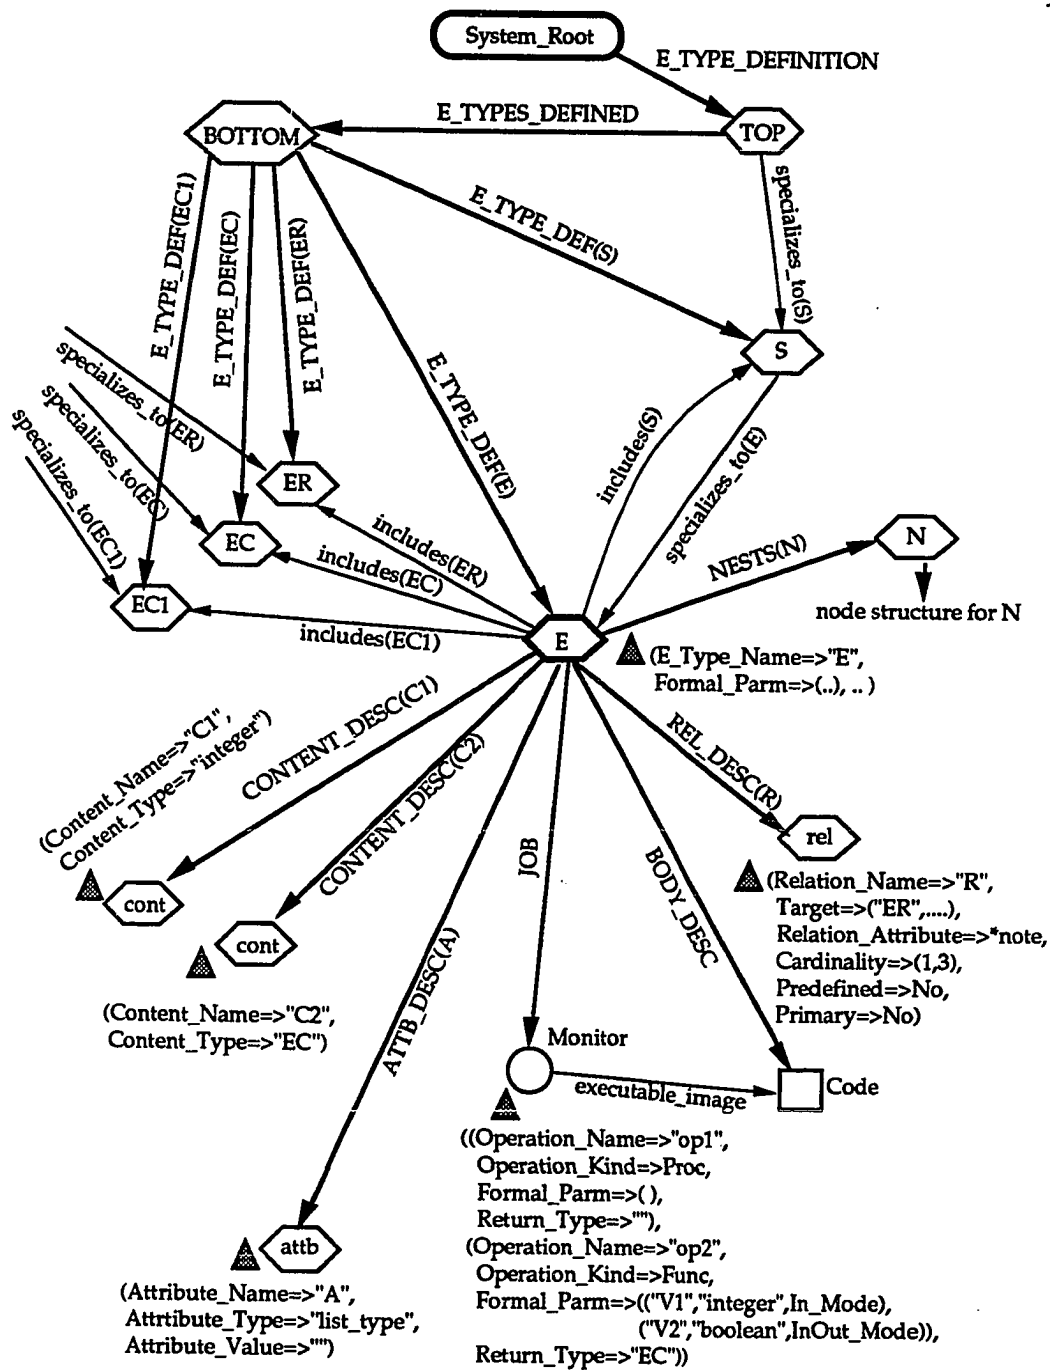 System_Root
E_TYPE_DEFINITION
E_TYPES_DEFINED
BOTTOM
TOP
E_TYPE_DEF(EC1)
E_TYPE_DEF(EC)
E_TYPE_DEF(ER)
E_TYPE_DEF(S)
specializes_to(S)
S
E_TYPE_DEF(E)
specializes_to(ER)
specializes_to(EC)
specializes_to(EC1)
includes(S)
specializes_to(E)
ER
EC
EC1
includes(ER)
includes(EC)
includes(EC1)
NESTS(N)
N
node structure for N
E
(E_Type_Name=>"E",
Formal_Parm=>(..), .. )
(Content_Name=>"C1",
Content_Type=>"integer")
CONTENT_DESC(C1)
CONTENT_DESC(C2)
REL_DESC(R)
JOB
BODY_DESC
ATTB_DESC(A)
rel
cont
cont
(Relation_Name=>"R",
Target=>("ER",....),
Relation_Attribute=>*note,
Cardinality=>(1,3),
Predefined=>No,
Primary=>No)
(Content_Name=>"C2",
Content_Type=>"EC")
Monitor
executable_image
Code
((Operation_Name=>"op1",
Operation_Kind=>Proc,
Formal_Parm=>( ),
Return_Type=>""),
(Operation_Name=>"op2",
Operation_Kind=>Func,
Formal_Parm=>(("V1","integer",In_Mode),
("V2","boolean",InOut_Mode)),
Return_Type=>"EC"))
attb
(Attribute_Name=>"A",
Attrtibute_Type=>"list_type",
Attribute_Value=>"")